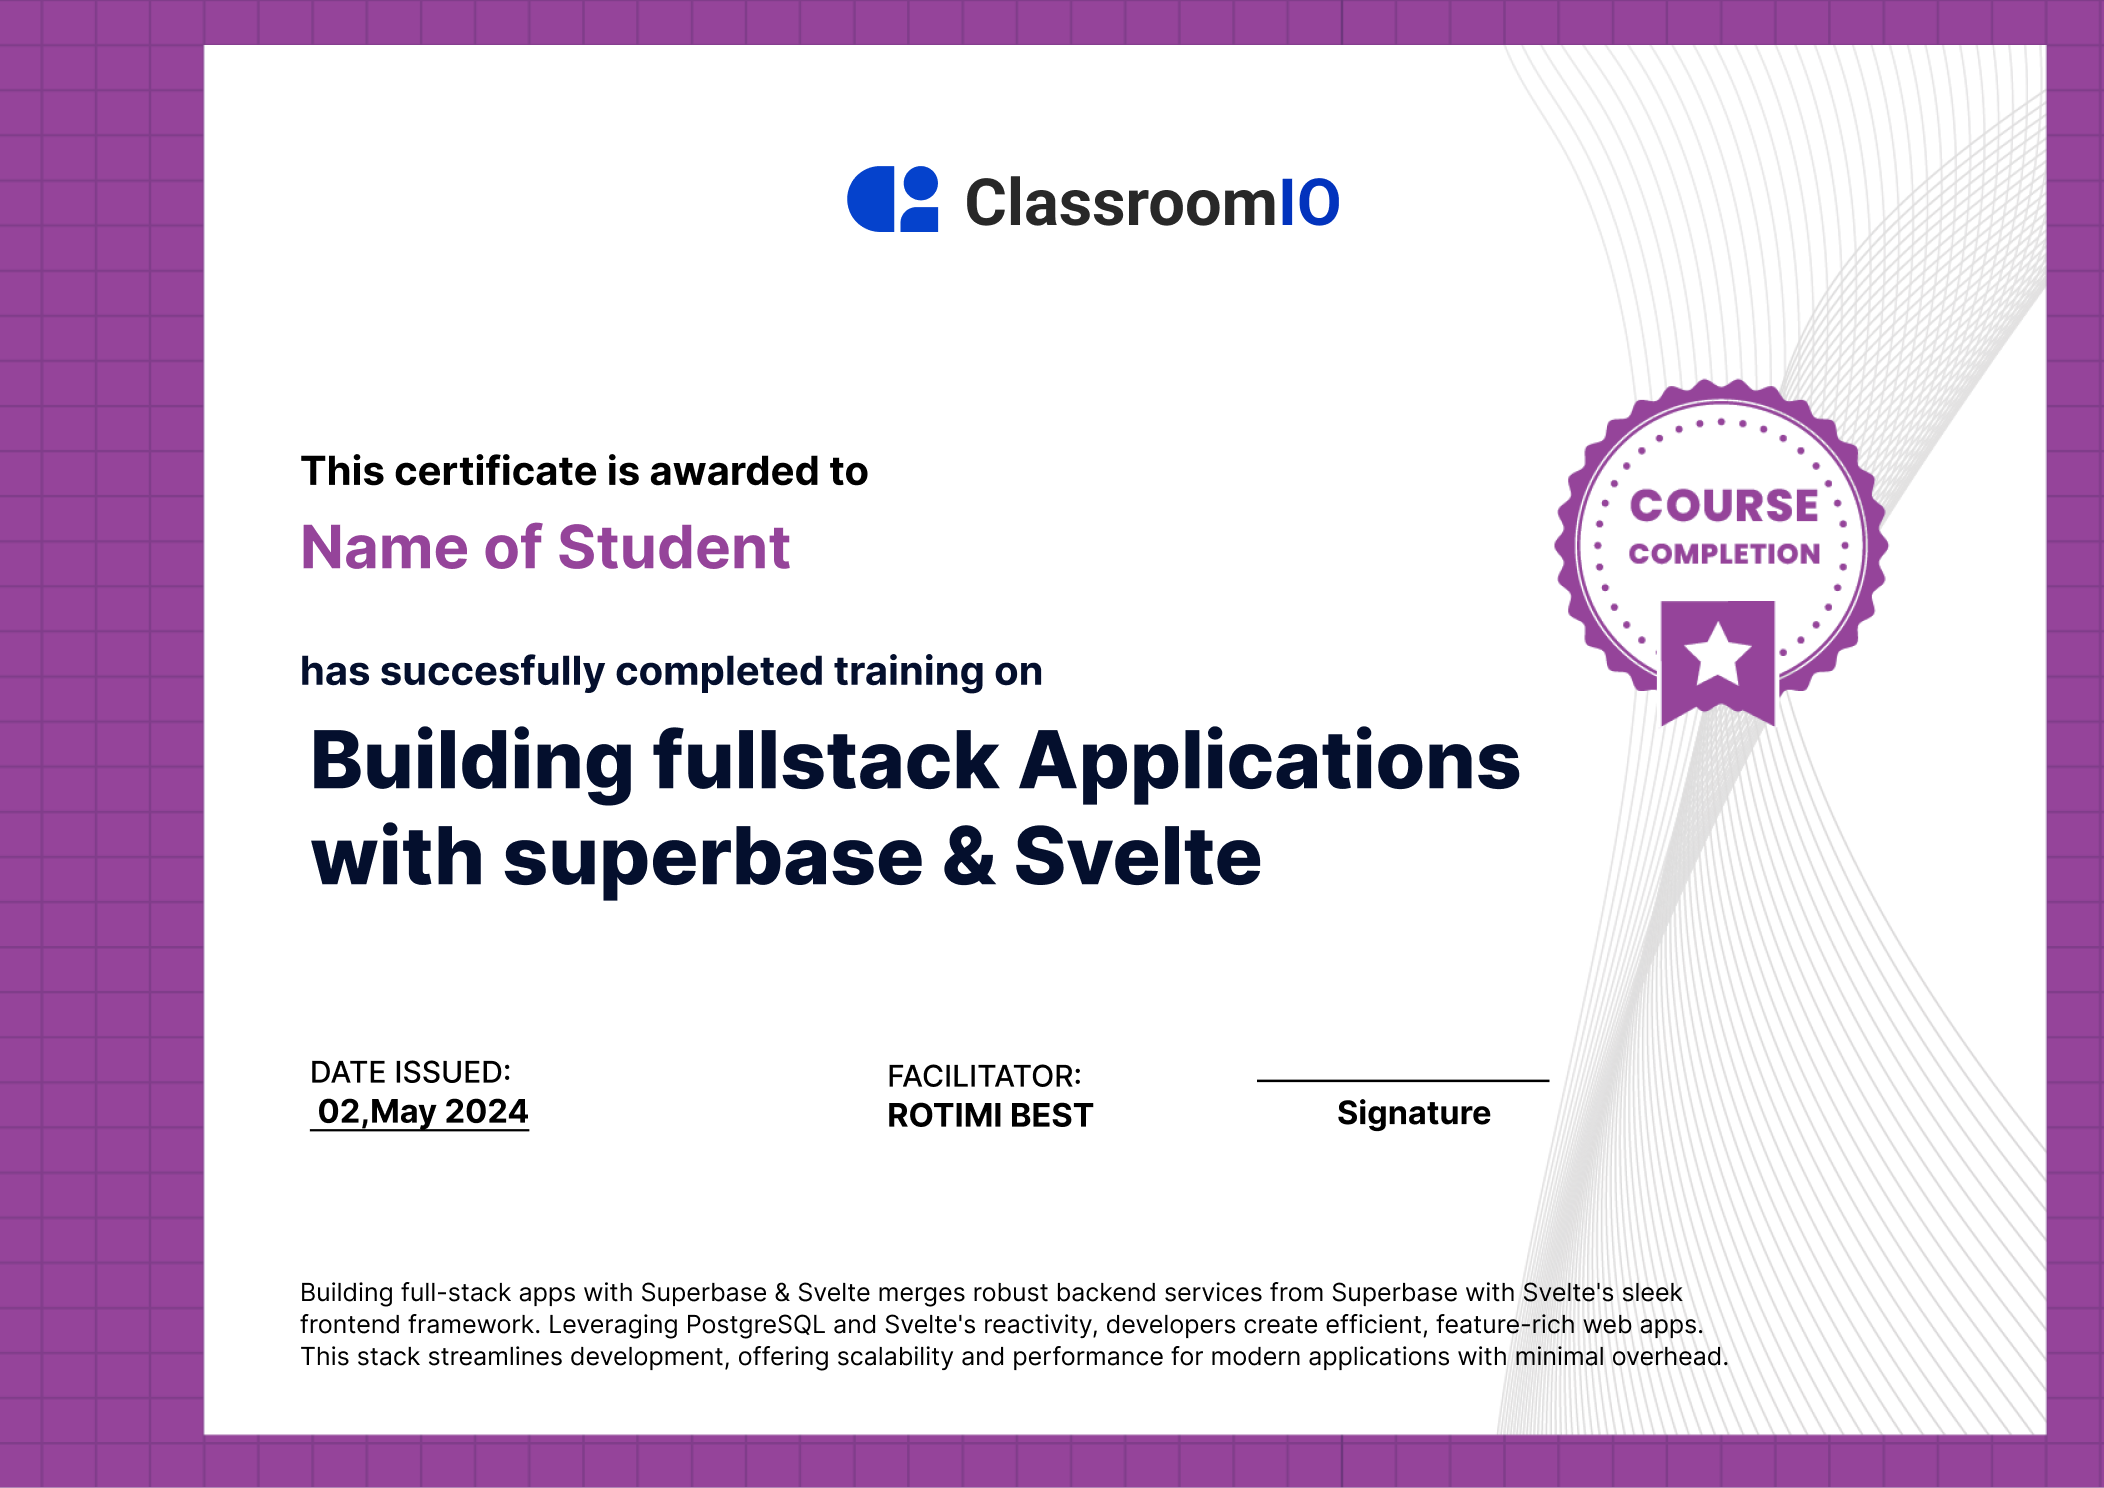 ClassroomIO
This certificate is awarded to
Name of Student
COURSE
COMPLETION
has succesfully completed training on
Building fullstack Applications
with superbase & Svelte
DATE ISSUED:
02,May 2024
FACILITATOR:
ROTIMI BEST
Signature
Building full-stack apps with Superbase & Svelte merges robust backend services from Superbase with Svelte's sleek
frontend framework. Leveraging PostgreSQL and Svelte's reactivity, developers create efficient, feature-rich web apps.
This stack streamlines development, offering scalability and performance for modern applications with minimal overhead.